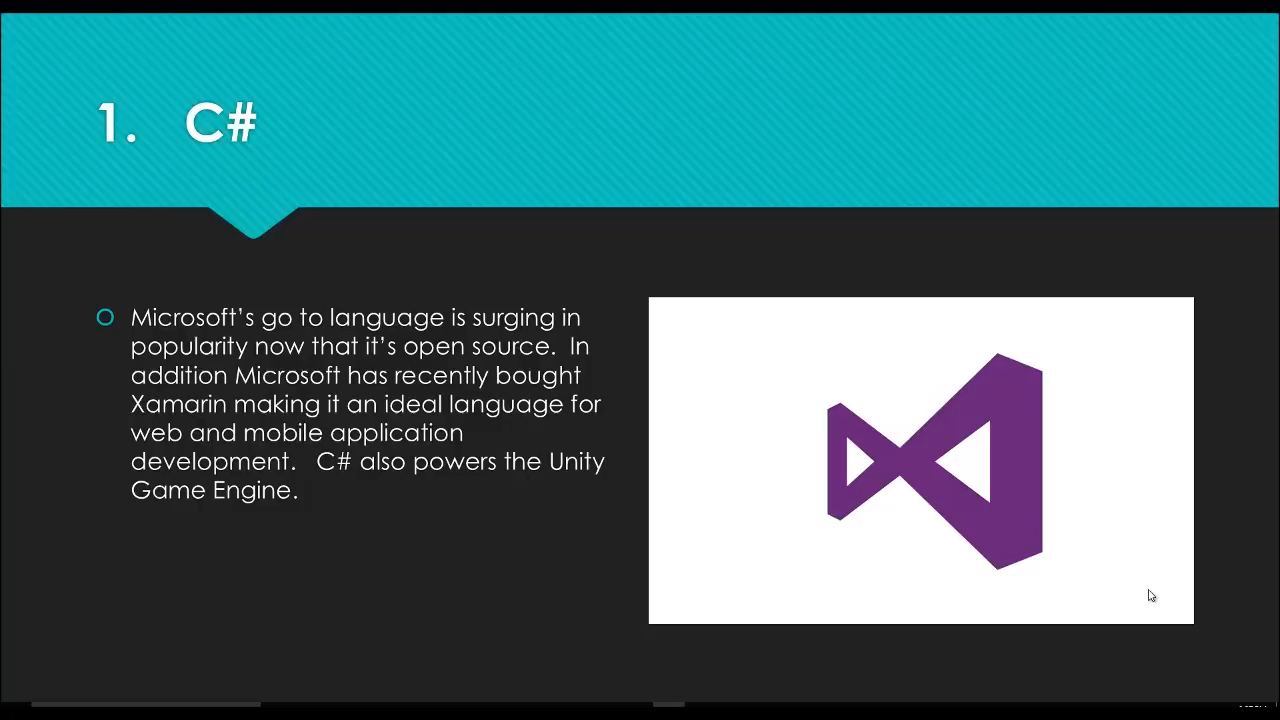 1. C#
Microsoft’s go to language is surging in
popularity now that it’s open source. In
addition Microsoft has recently bought
Xamarin making it an ideal language for
web and mobile application
development. C# also powers the Unity
Game Engine.